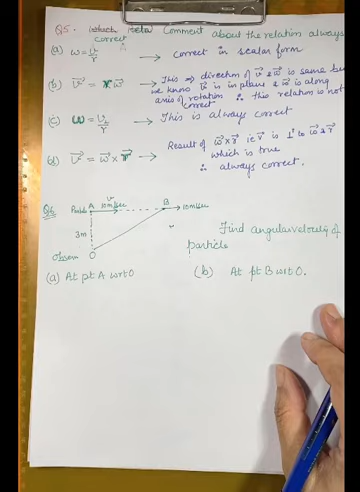 Q5. which Comment about the relation always
correct
(a) ω = v/r → correct in scalar form
(b) v⃗ = r ω⃗ → This ⇒ direction of v⃗ & ω⃗ is same but
we know v⃗ is in plane & ω⃗ is along
axis of rotation ∴ this relation is not
correct
(c) ω = v/r → This is always correct
(d) v⃗ = ω⃗ × r⃗ → Result of ω⃗ × r⃗ ie v⃗ is ⊥r to ω⃗ & r⃗
which is true
∴ always correct.
Q6. Particle A v 10m/sec B 10m/sec
3m
Observer O
Find angular velocity of
particle
(a) At pt A wrt O (b) At pt B wrt O.